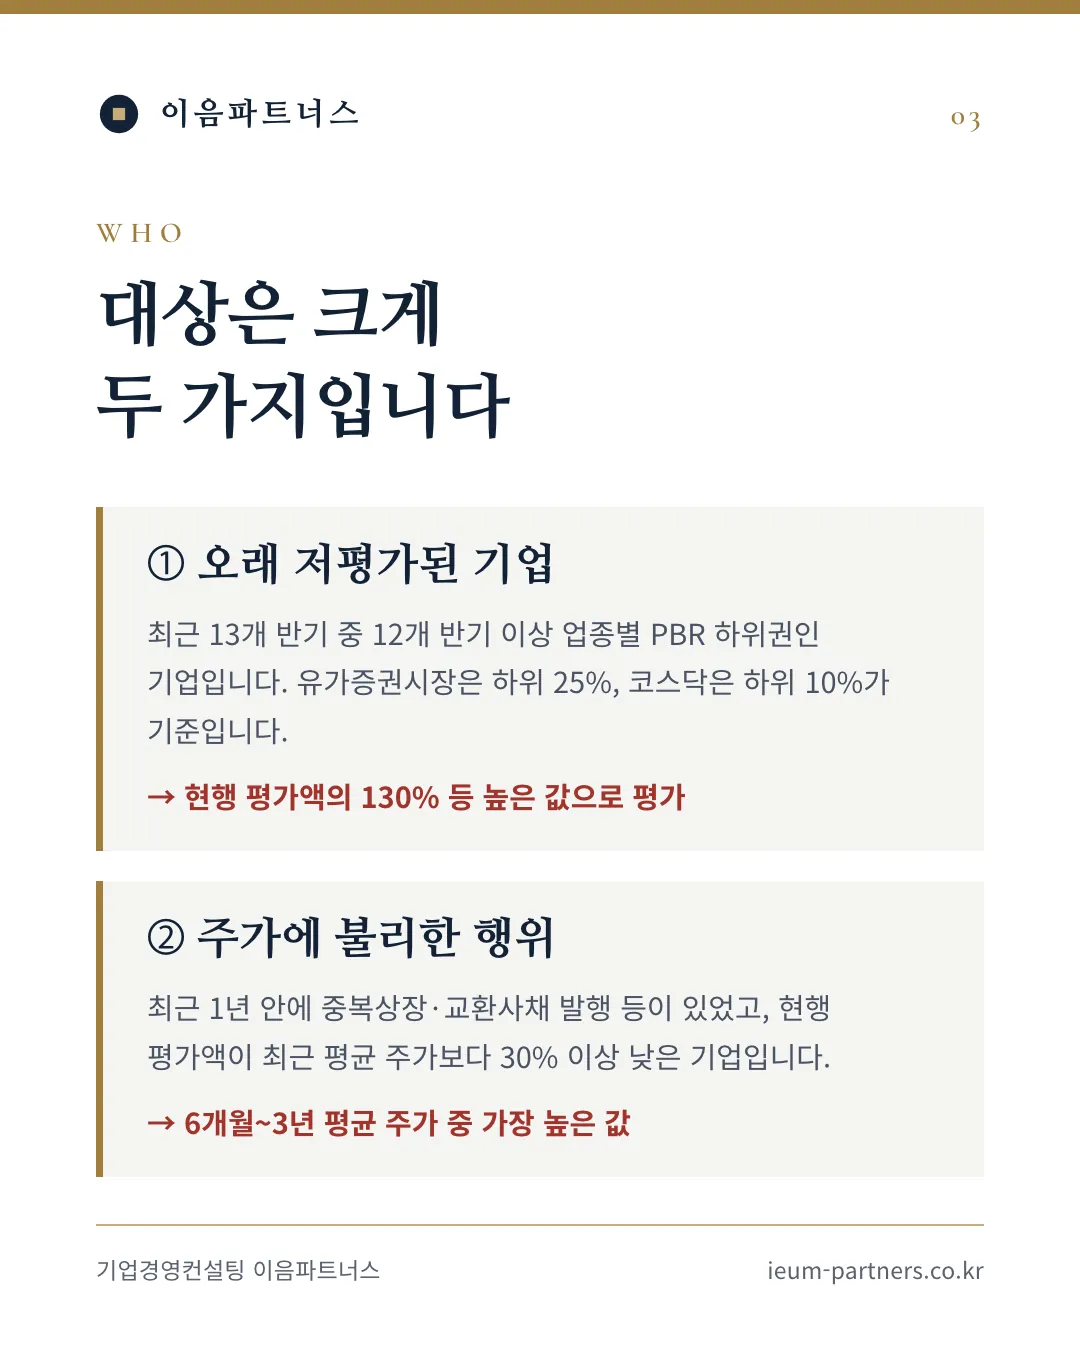 이음파트너스
03
WHO
대상은 크게
두 가지입니다
① 오래 저평가된 기업
최근 13개 반기 중 12개 반기 이상 업종별 PBR 하위권인
기업입니다. 유가증권시장은 하위 25%, 코스닥은 하위 10%가
기준입니다.
→ 현행 평가액의 130% 등 높은 값으로 평가
② 주가에 불리한 행위
최근 1년 안에 중복상장·교환사채 발행 등이 있었고, 현행
평가액이 최근 평균 주가보다 30% 이상 낮은 기업입니다.
→ 6개월~3년 평균 주가 중 가장 높은 값
기업경영컨설팅 이음파트너스
ieum-partners.co.kr